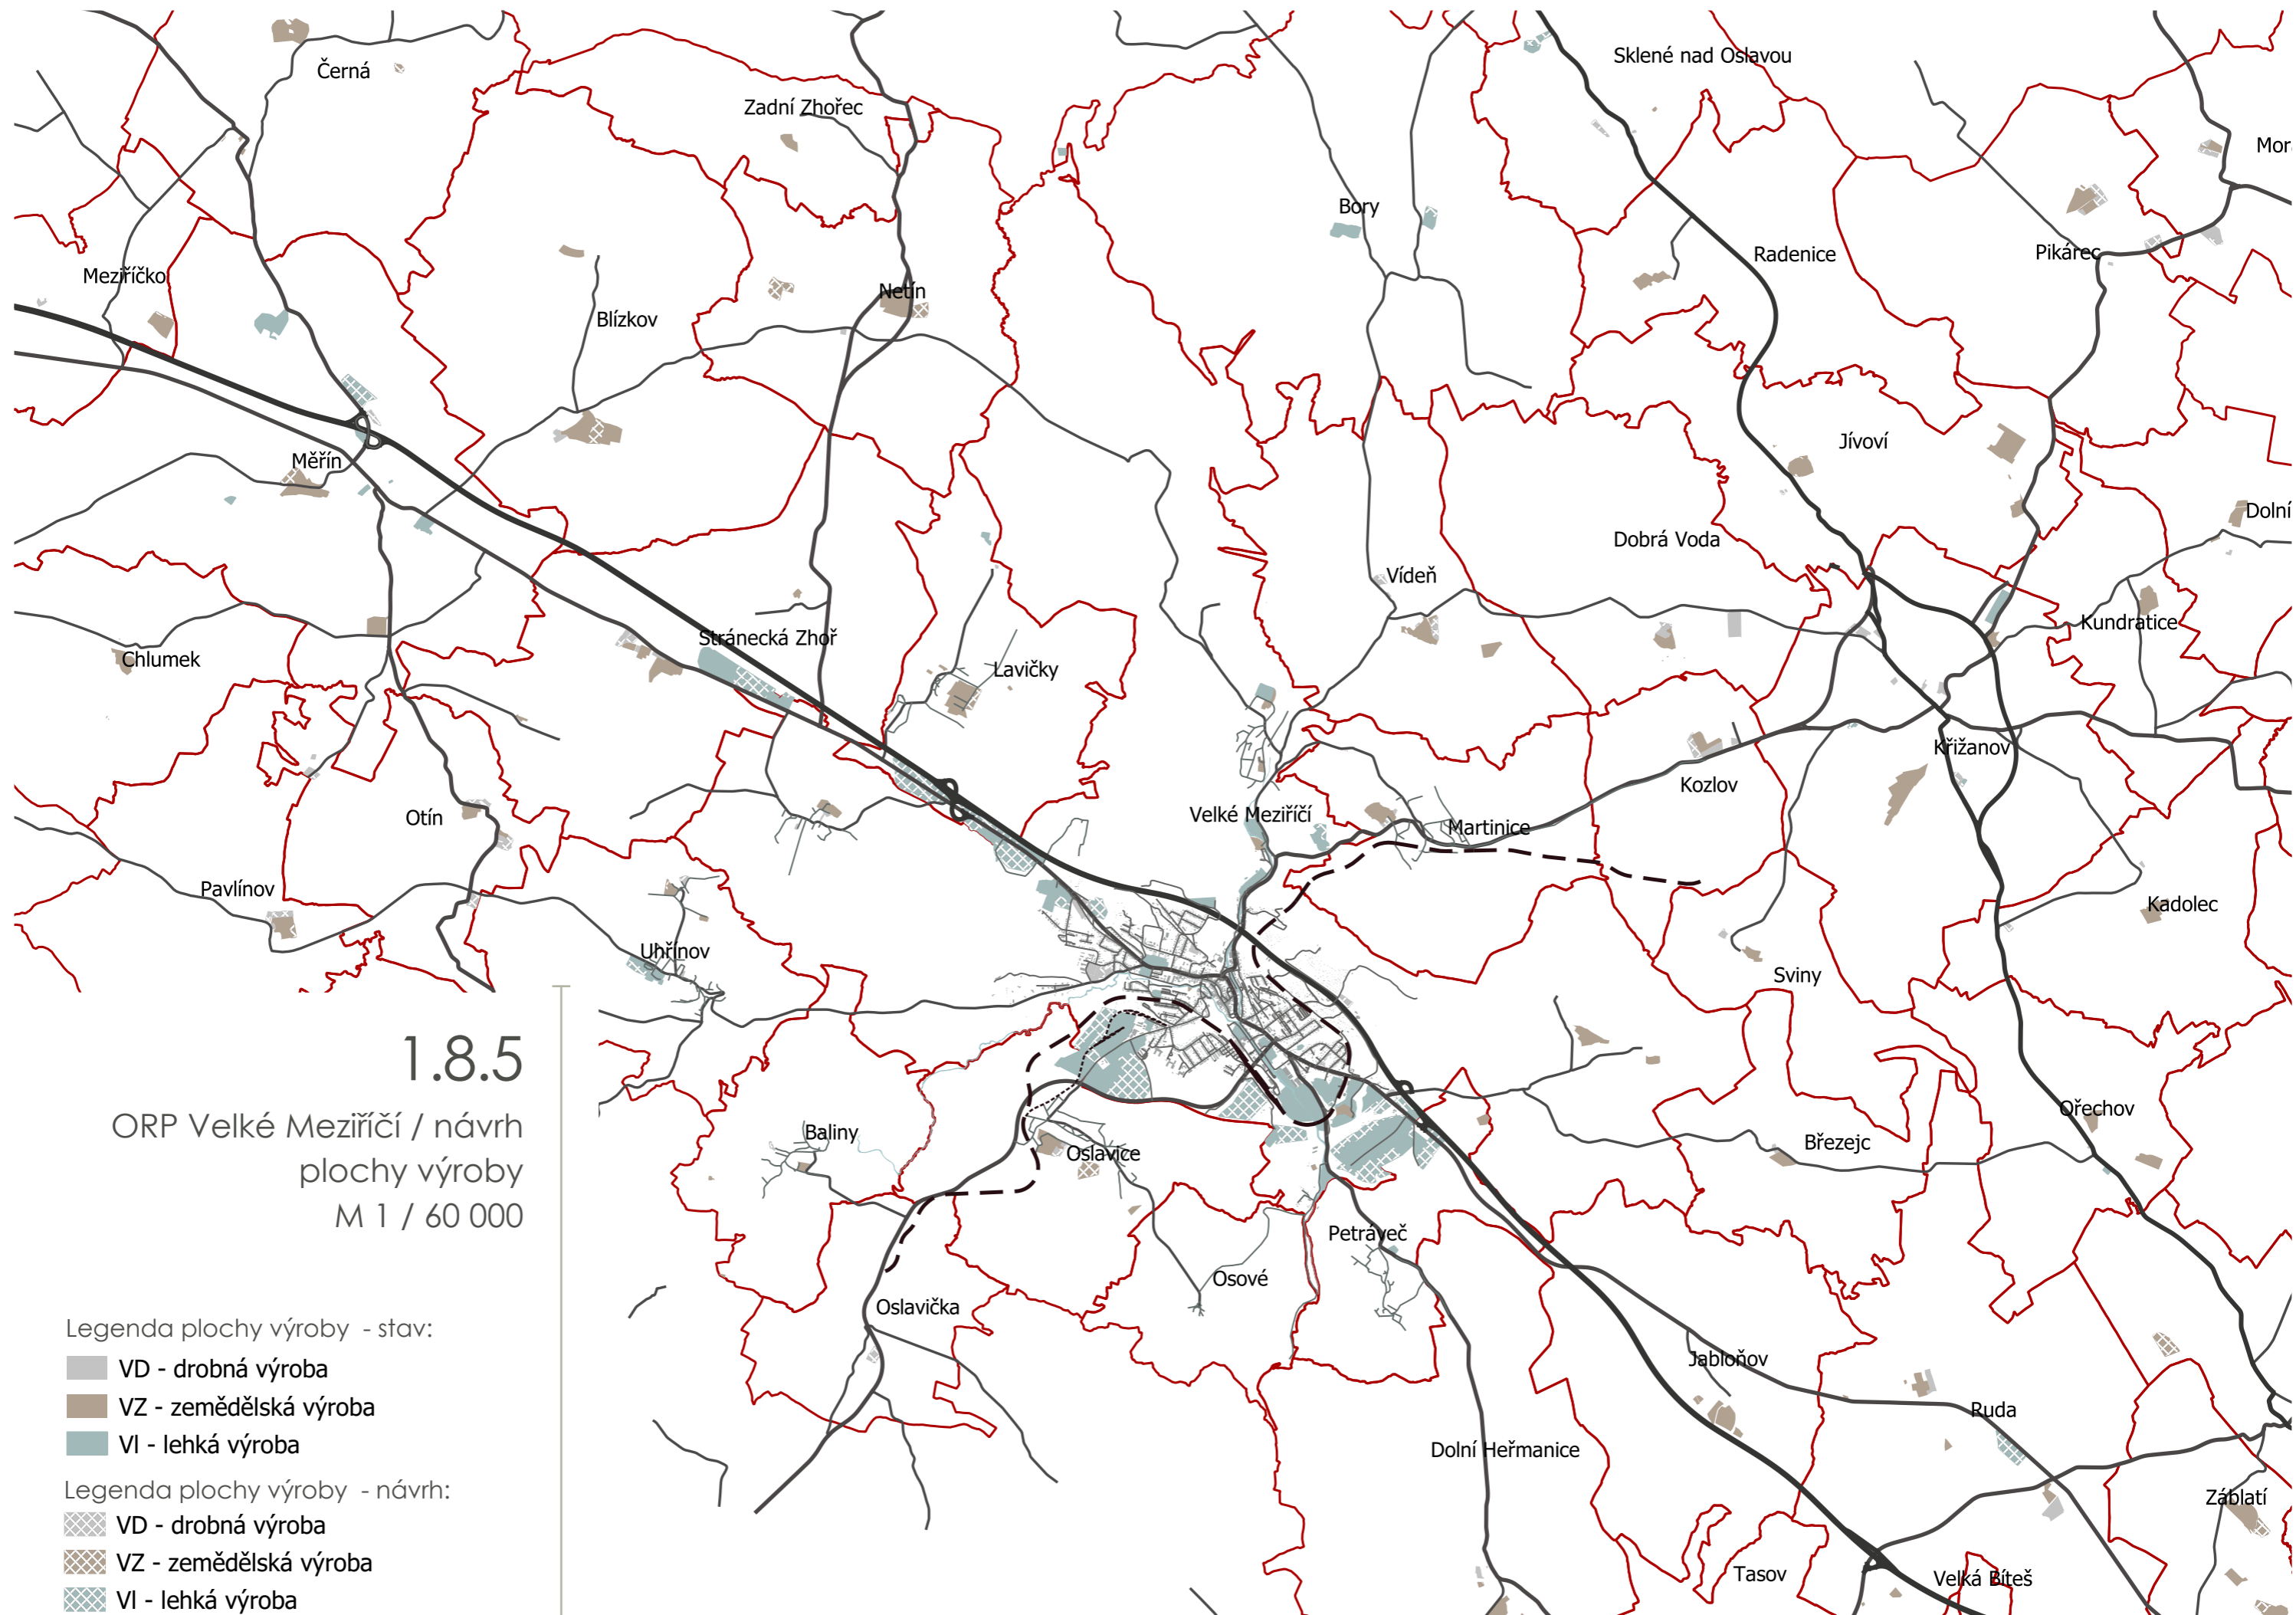 Sklené nad Oslavou
Černá
Zadní Zhořec
Mor
Bory
Radenice
Pikárec
Meziříčko
Netín
Blízkov
Jívoví
Měřín
Dolní
Dobrá Voda
Vídeň
Kundratice
Stránecká Zhoř
Chlumek
Lavičky
Křižanov
Kozlov
Otín
Velké Meziříčí
Martinice
Pavlínov
Kadolec
Uhřínov
Sviny
1.8.5
ORP Velké Meziříčí / návrh
plochy výroby
M 1 / 60 000
Ořechov
Baliny
Oslavice
Březejc
Petráveč
Osové
Oslavička
Legenda plochy výroby - stav:
VD - drobná výroba
VZ - zemědělská výroba
Vl - lehká výroba
Jabloňov
Ruda
Dolní Heřmanice
Legenda plochy výroby - návrh:
VD - drobná výroba
VZ - zemědělská výroba
Vl - lehká výroba
Záblatí
Tasov
Velká Bíteš